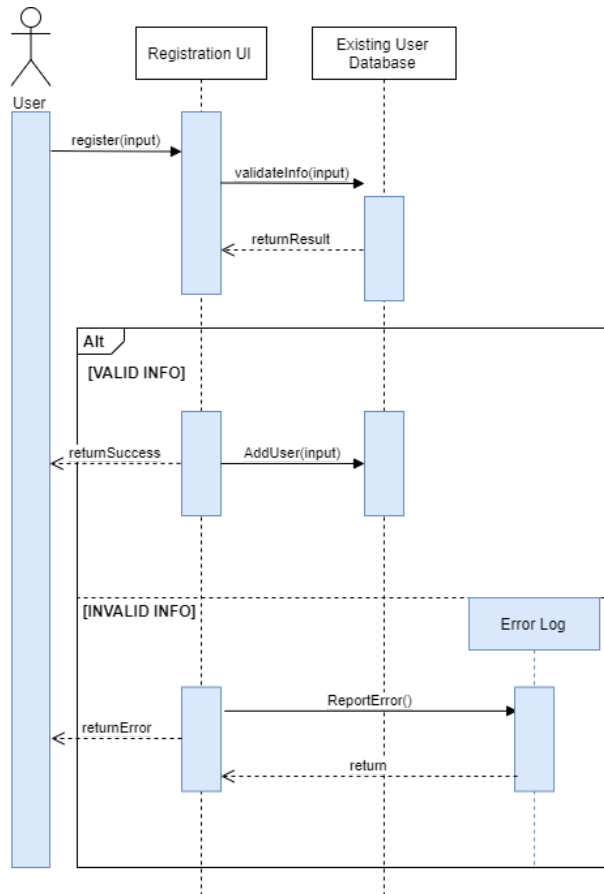 User
Registration UI
Existing User
Database
register(input)
validateInfo(input)
returnResult
Alt
[VALID INFO]
returnSuccess
AddUser(input)
[INVALID INFO]
Error Log
ReportError()
returnError
return